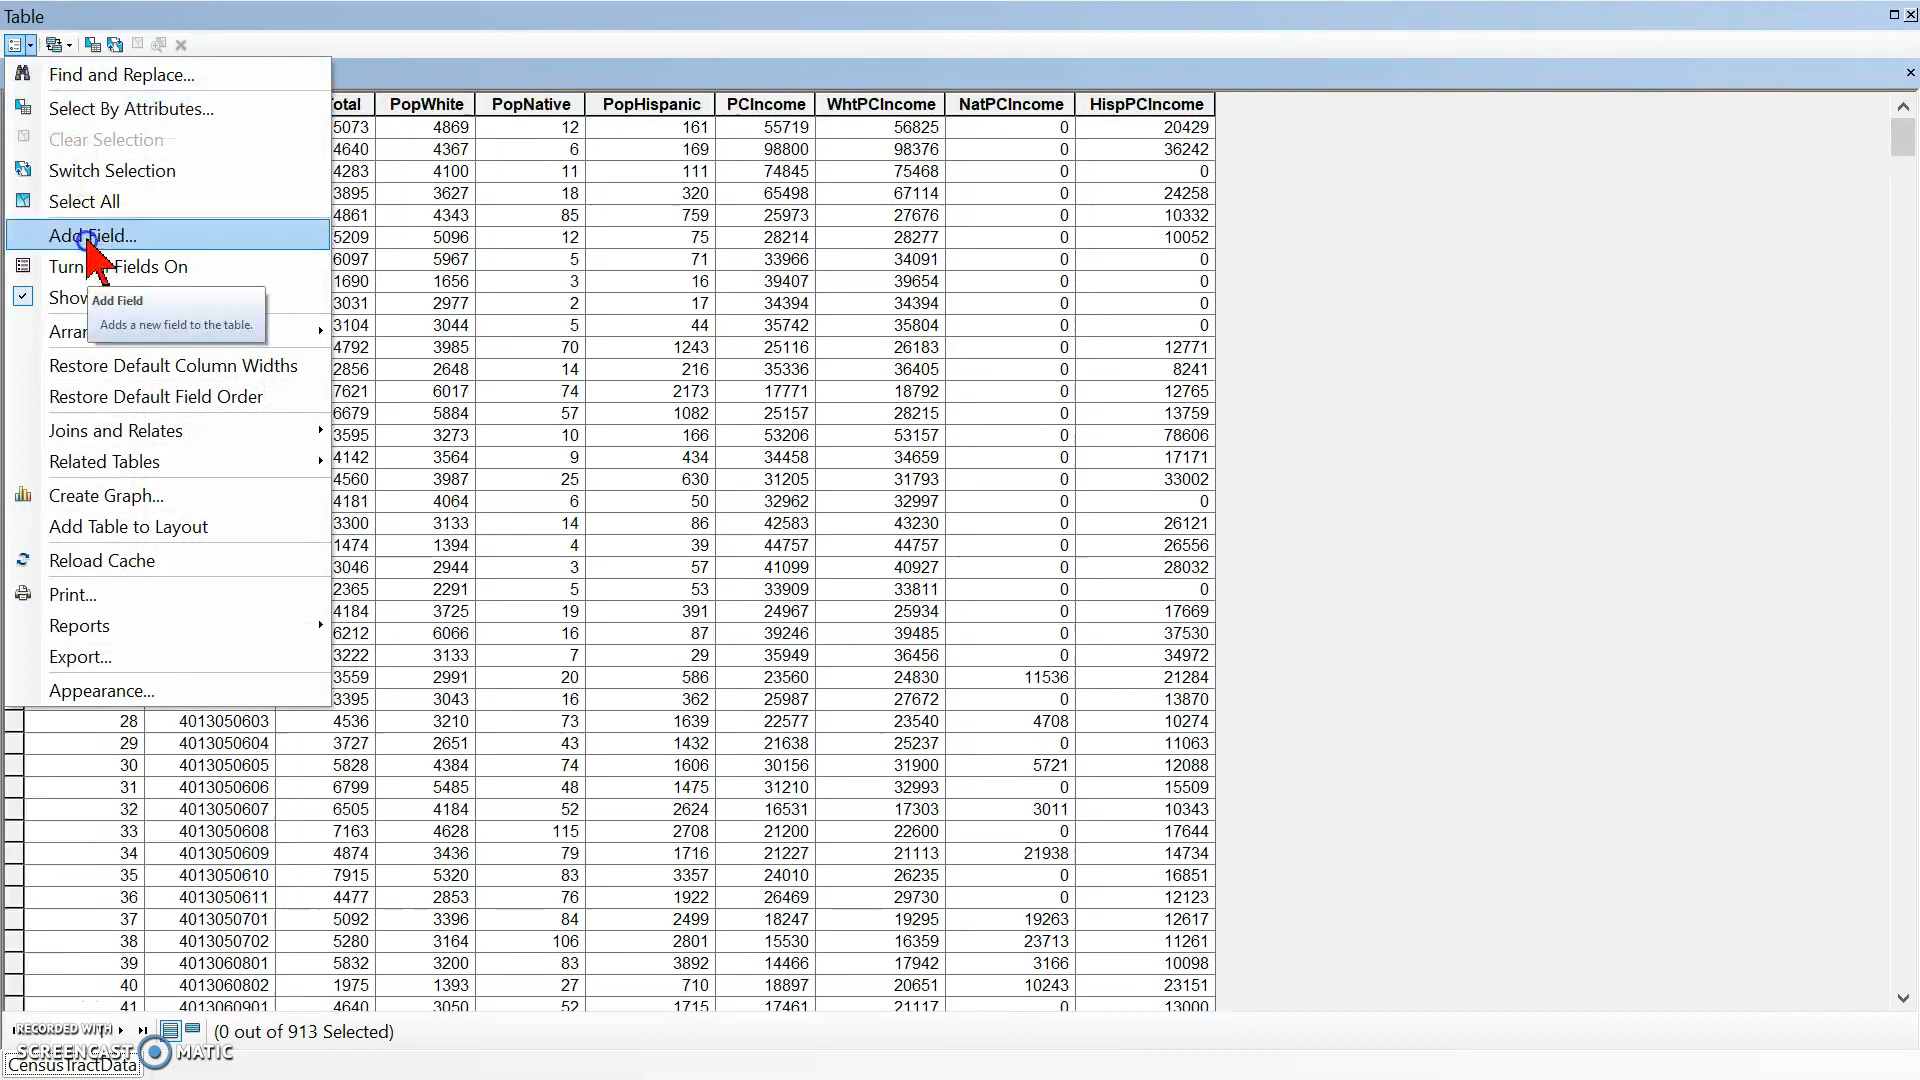 Table
Find and Replace...
Select By Attributes...
Clear Selection
Switch Selection
Select All
Add Field...
Fields On
Add Field
Adds a new field to the table.
Restore Default Column Widths
Restore Default Field Order
Joins and Relates
Related Tables
Create Graph...
Add Table to Layout
Reload Cache
Print...
Reports
Export...
Appearance...
PopWhite PopNative PopHispanic PCIncome WhtPCIncome NatPCIncome HispPCIncome
5073 4869 12 161 55719 56825 0 20429
4640 4367 6 169 98800 98376 0 36242
4283 4100 11 111 74845 75468 0 0
3895 3627 18 320 65498 67114 0 24258
4861 4343 85 759 25973 27676 0 10332
5209 5096 12 75 28214 28277 0 10052
6097 5967 5 71 33966 34091 0 0
1690 1656 3 16 39407 39654 0 0
3031 2977 2 17 34394 34394 0 0
3104 3044 5 44 35742 35804 0 0
4792 3985 70 1243 25116 26183 0 12771
2856 2648 14 216 35336 36405 0 8241
7621 6017 74 2173 17771 18792 0 12765
6679 5884 57 1082 25157 28215 0 13759
3595 3273 10 166 53206 53157 0 78606
4142 3564 9 434 34458 34659 0 17171
4560 3987 25 630 31205 31793 0 33002
4181 4064 6 50 32962 32997 0 0
3300 3133 14 86 42583 43230 0 26121
1474 1394 4 39 44757 44757 0 26556
3046 2944 3 57 41099 40927 0 28032
2365 2291 5 53 33909 33811 0 0
4184 3725 19 391 24967 25934 0 17669
6212 6066 16 87 39246 39485 0 37530
3222 3133 7 29 35949 36456 0 34972
3559 2991 20 586 23560 24830 11536 21284
3395 3043 16 362 25987 27672 0 13870
28 4013050603 4536 3210 73 1639 22577 23540 4708 10274
29 4013050604 3727 2651 43 1432 21638 25237 0 11063
30 4013050605 5828 4384 74 1606 30156 31900 5721 12088
31 4013050606 6799 5485 48 1475 31210 32993 0 15509
32 4013050607 6505 4184 52 2624 16531 17303 3011 10343
33 4013050608 7163 4628 115 2708 21200 22600 0 17644
34 4013050609 4874 3436 79 1716 21227 21113 21938 14734
35 4013050610 7915 5320 83 3357 24010 26235 0 16851
36 4013050611 4477 2853 76 1922 26469 29730 0 12123
37 4013050701 5092 3396 84 2499 18247 19295 19263 12617
38 4013050702 5280 3164 106 2801 15530 16359 23713 11261
39 4013060801 5832 3200 83 3892 14466 17942 3166 10098
40 4013060802 1975 1393 27 710 18897 20651 10243 23151
41 4013060901 4640 3050 52 1715 17461 21117 0 13000
(0 out of 913 Selected)
RECORDED WITH
SCREENCAST MATIC
CensusTractData